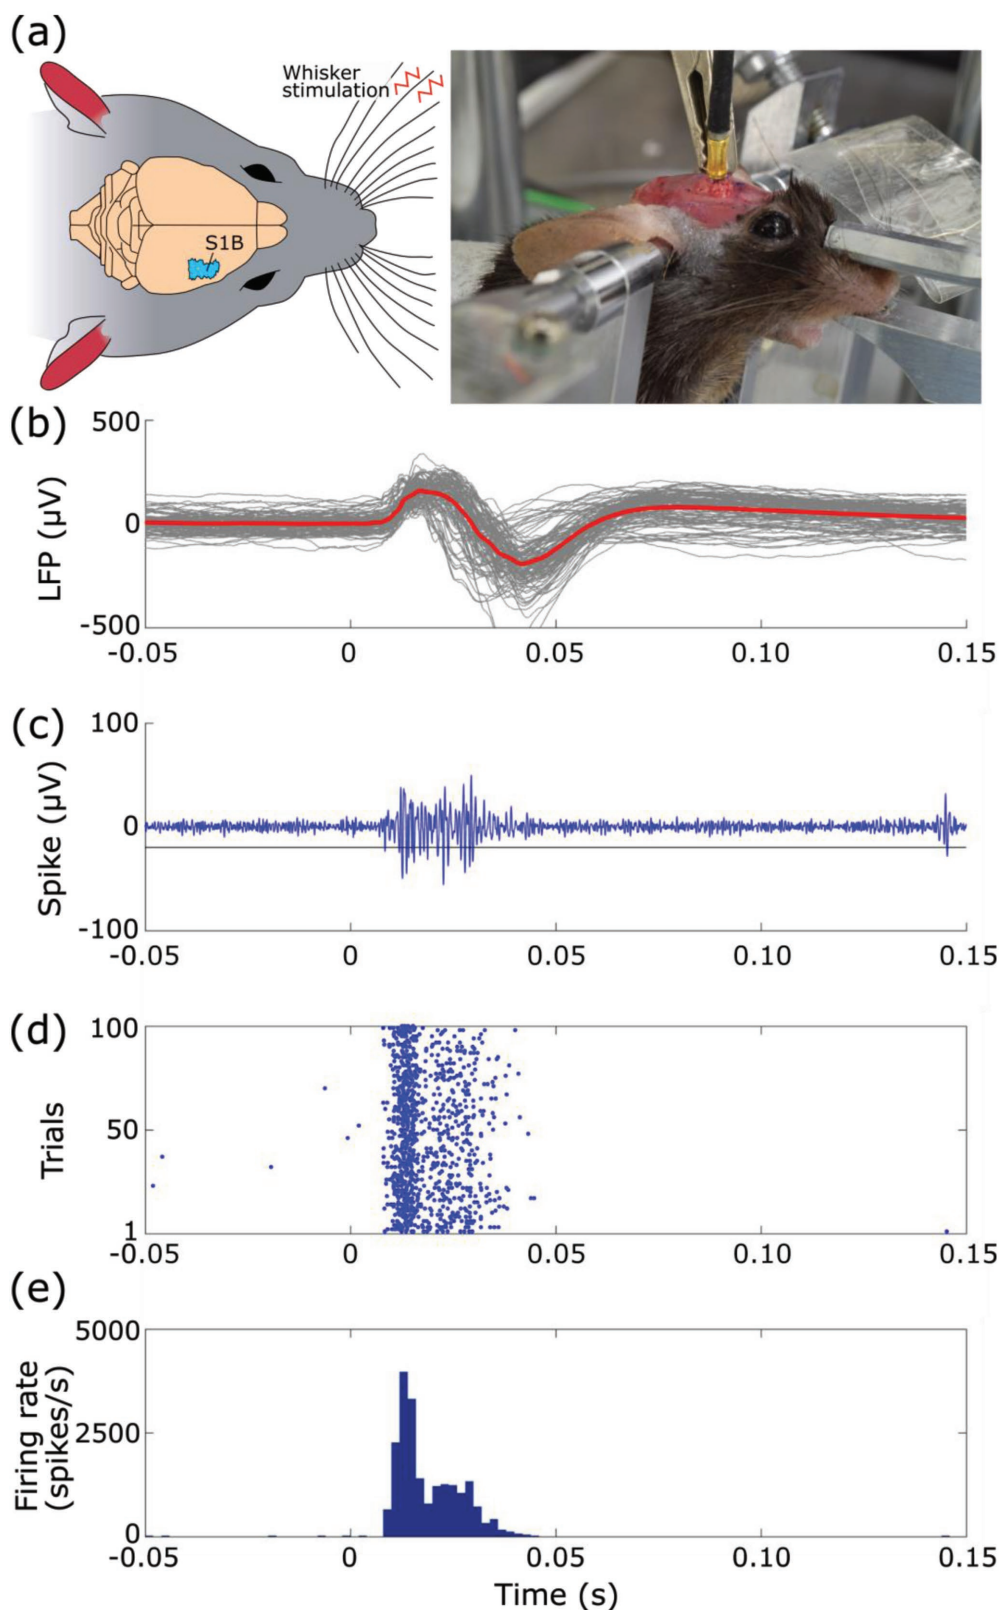 (a)
Whisker
stimulation
S1B
(b)
500
0
-500
LFP (µV)
-0.05 0 0.05 0.10 0.15
(c)
100
0
-100
Spike (µV)
-0.05 0 0.05 0.10 0.15
(d)
100
50
1
Trials
-0.05 0 0.05 0.10 0.15
(e)
5000
2500
0
Firing rate
(spikes/s)
-0.05 0 0.05 0.10 0.15
Time (s)